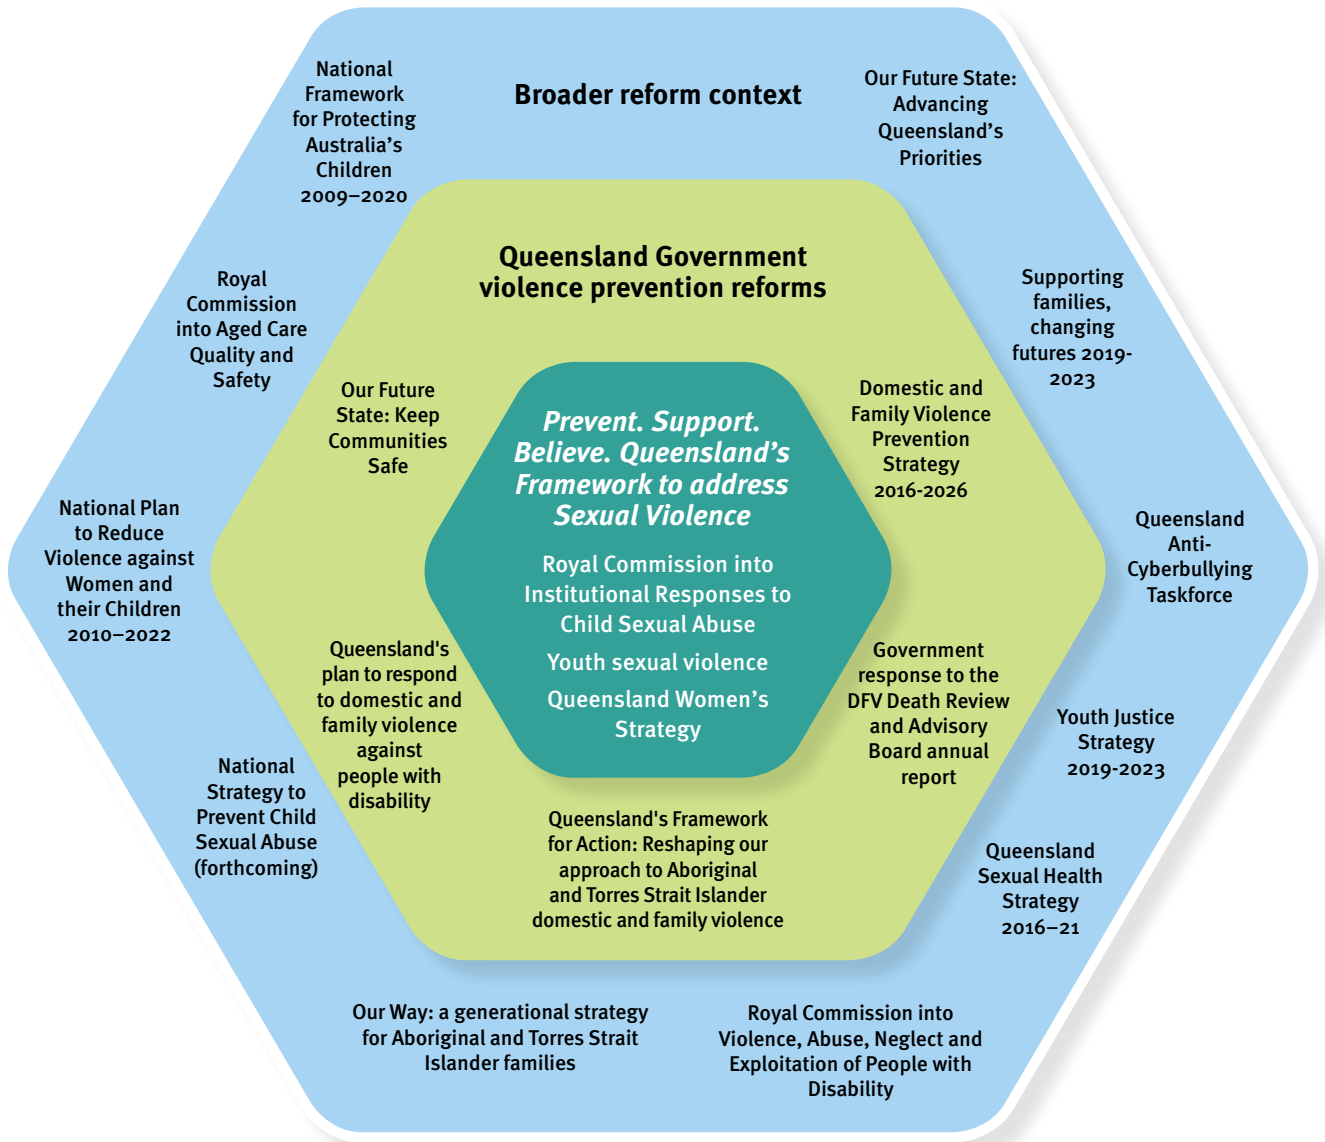 Broader reform context
National
Framework
for Protecting
Australia’s
Children
2009–2020
Our Future State:
Advancing
Queensland’s
Priorities
Royal
Commission
into Aged Care
Quality and
Safety
Supporting
families,
changing
futures 2019-
2023
National Plan
to Reduce
Violence against
Women and
their Children
2010–2022
Queensland
Anti-
Cyberbullying
Taskforce
National
Strategy to
Prevent Child
Sexual Abuse
(forthcoming)
Youth Justice
Strategy
2019-2023
Queensland
Sexual Health
Strategy
2016–21
Our Way: a generational strategy
for Aboriginal and Torres Strait
Islander families
Royal Commission into
Violence, Abuse, Neglect and
Exploitation of People with
Disability
Queensland Government
violence prevention reforms
Our Future
State: Keep
Communities
Safe
Domestic and
Family Violence
Prevention
Strategy
2016-2026
Queensland's
plan to respond
to domestic and
family violence
against
people with
disability
Government
response to the
DFV Death Review
and Advisory
Board annual
report
Queensland's Framework
for Action: Reshaping our
approach to Aboriginal
and Torres Strait Islander
domestic and family violence
Prevent. Support.
Believe. Queensland’s
Framework to address
Sexual Violence
Royal Commission into
Institutional Responses to
Child Sexual Abuse
Youth sexual violence
Queensland Women’s
Strategy